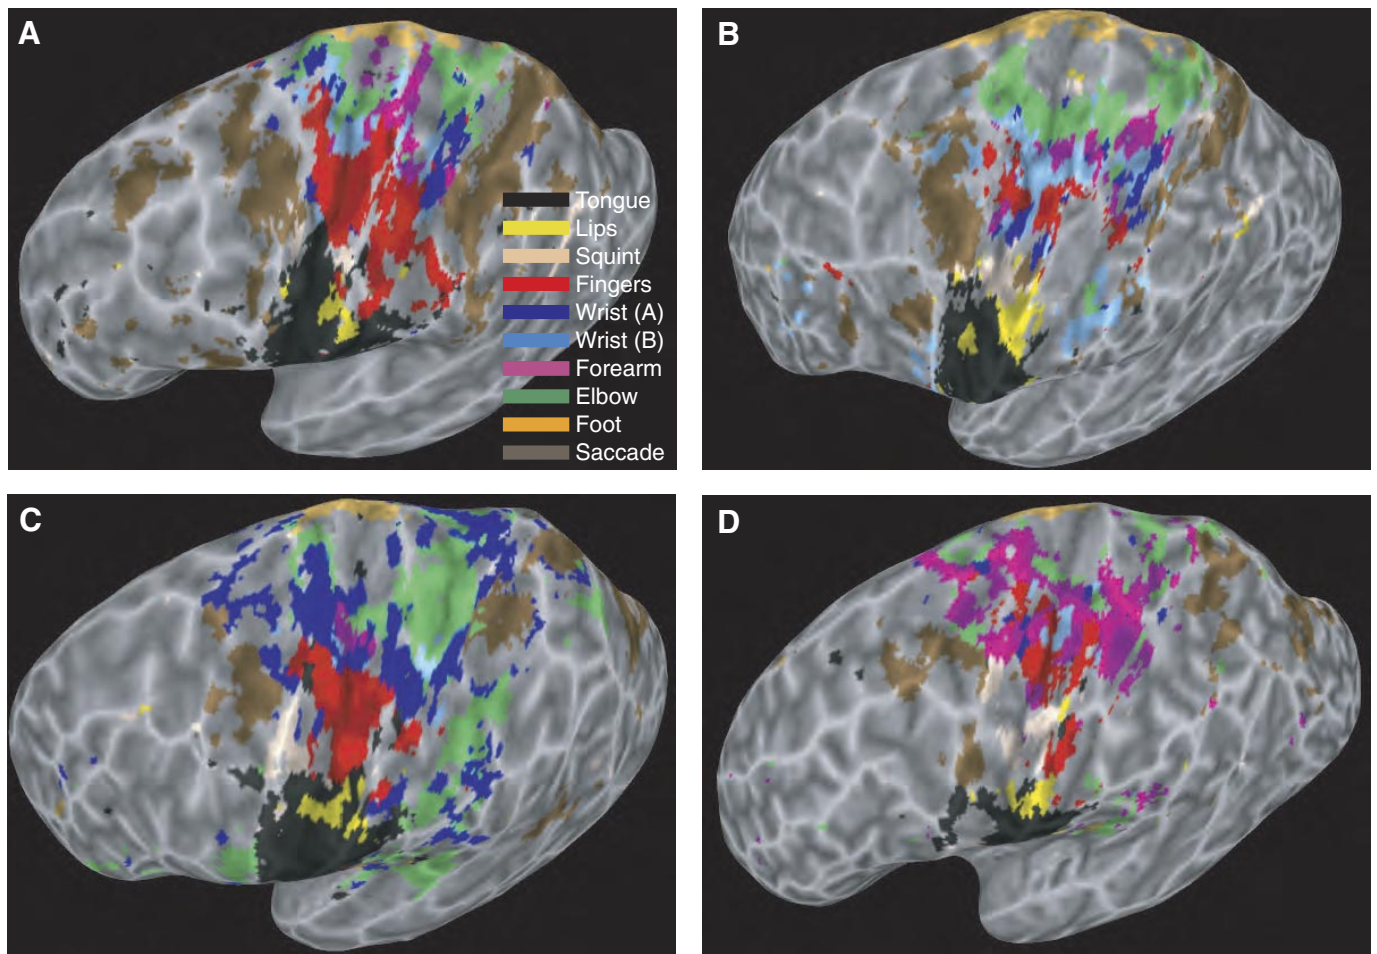 A
B
Tongue
Lips
Squint
Fingers
Wrist (A)
Wrist (B)
Forearm
Elbow
Foot
Saccade
C
D